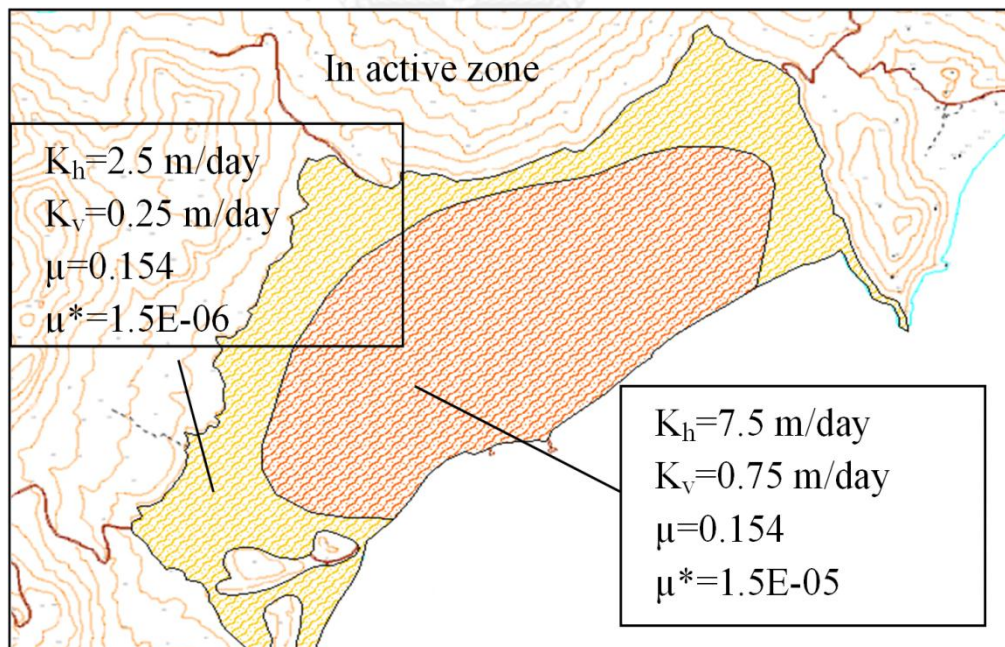 In active zone
Kₕ=2.5 m/day
Kᵥ=0.25 m/day
μ=0.154
μ*=1.5E-06
Kₕ=7.5 m/day
Kᵥ=0.75 m/day
μ=0.154
μ*=1.5E-05